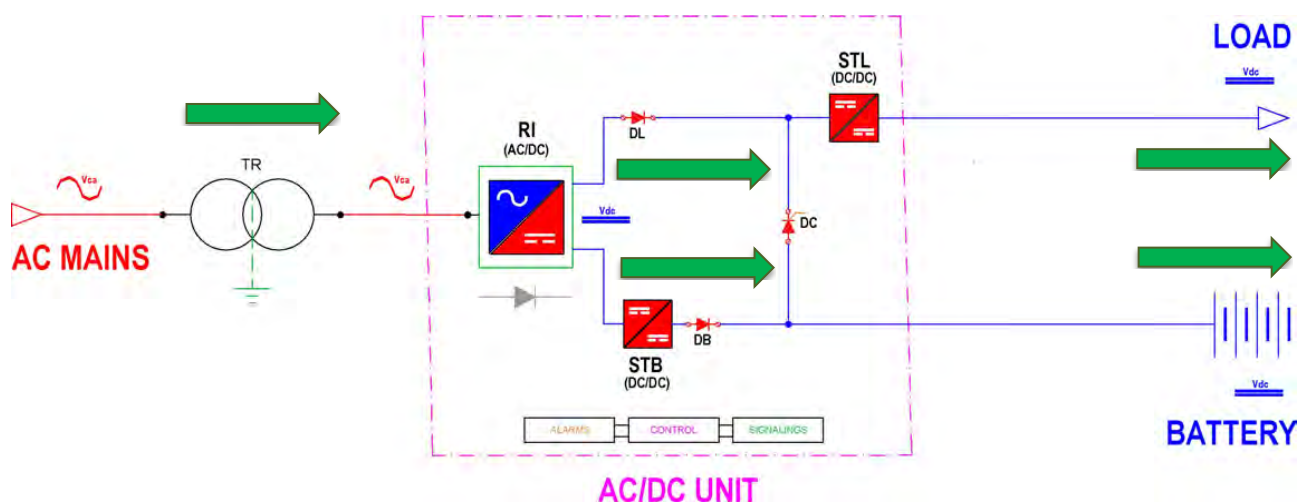 LOAD
Vdc
STL
(DC/DC)
RI
(AC/DC)
DL
TR
Vca
Vca
Vdc
DC
AC MAINS
DB
STB
(DC/DC)
Vdc
ALARMS
CONTROL
SIGNALINGS
BATTERY
AC/DC UNIT